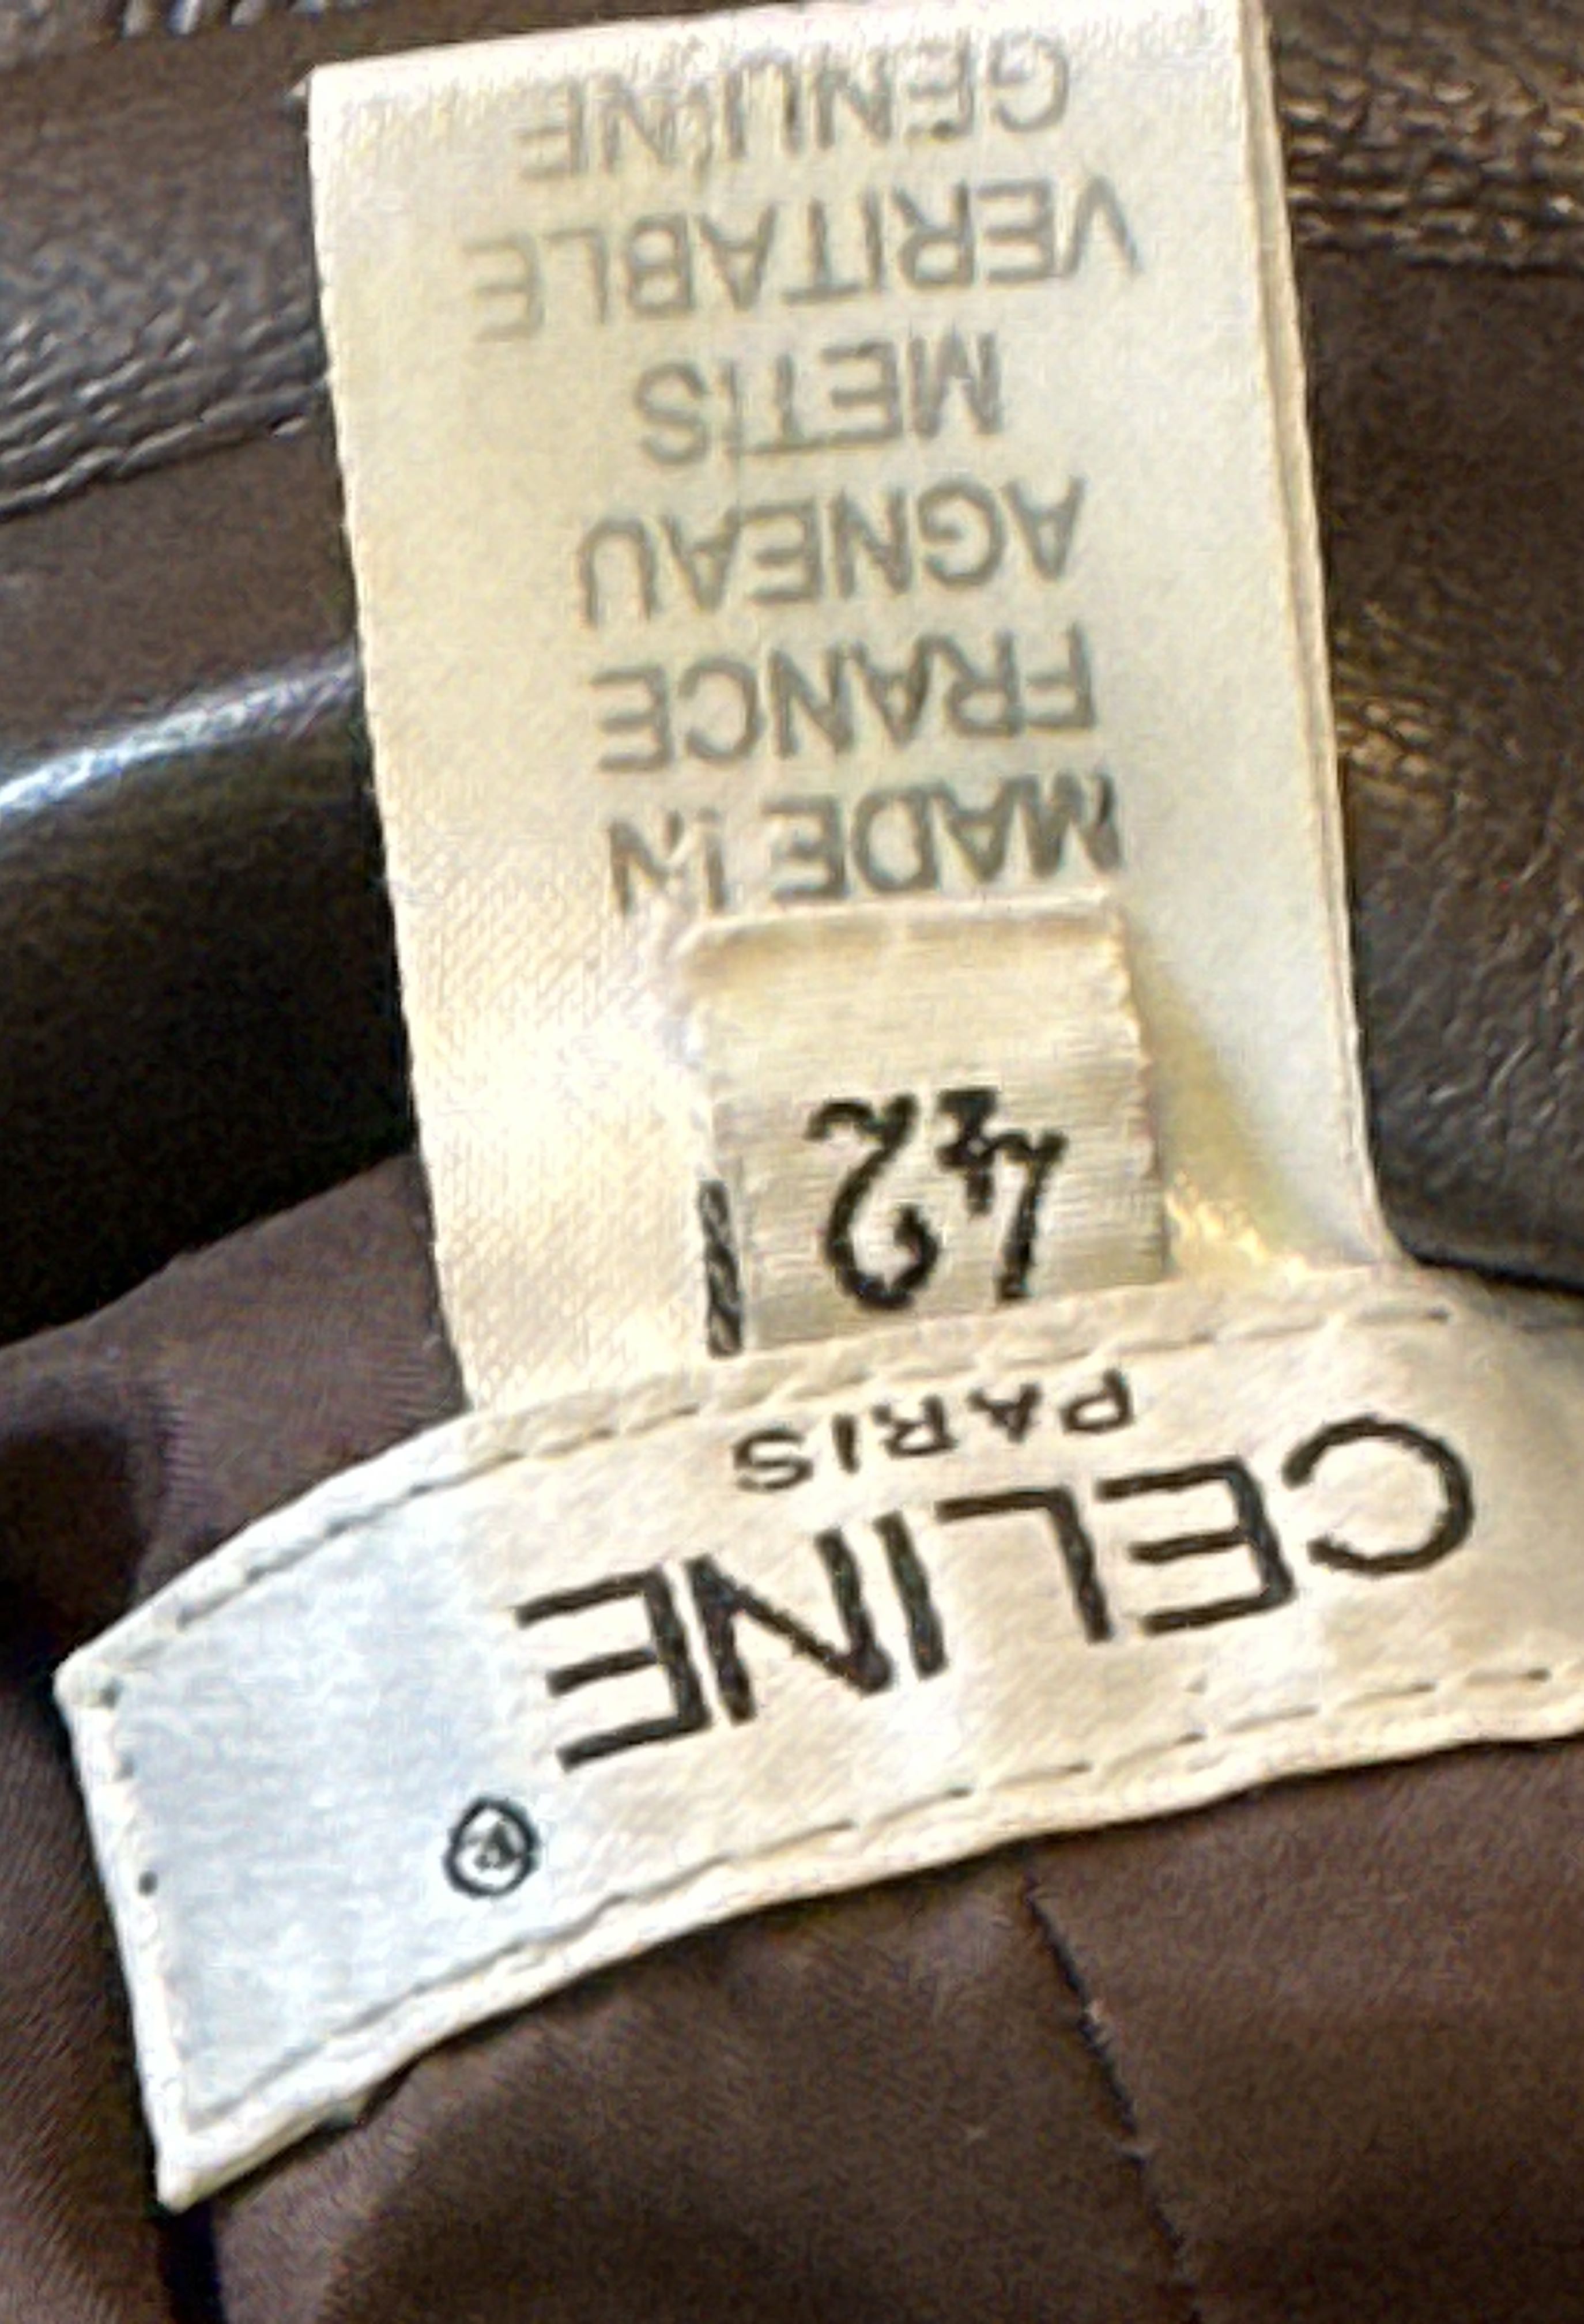 ®
CELINE
PARIS
42
MADE IN
FRANCE
AGNEAU
METIS
VERITABLE
GENUINE